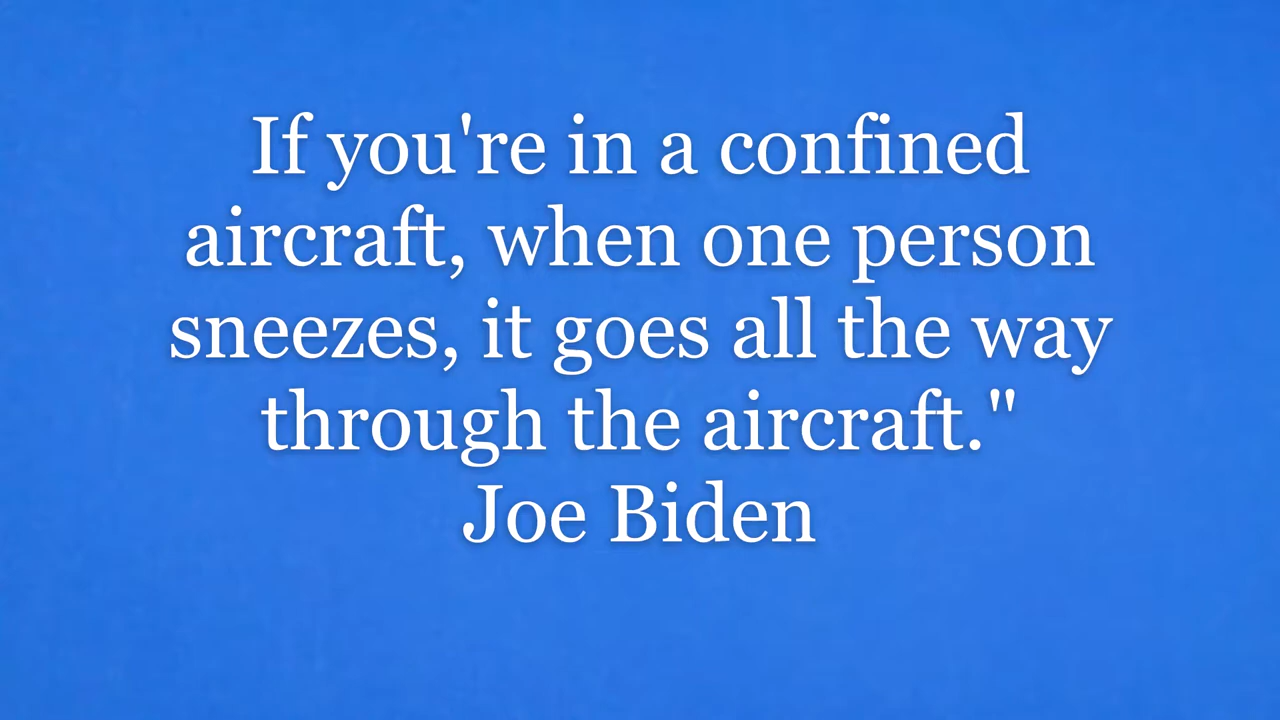 If you're in a confined
aircraft, when one person
sneezes, it goes all the way
through the aircraft."
Joe Biden